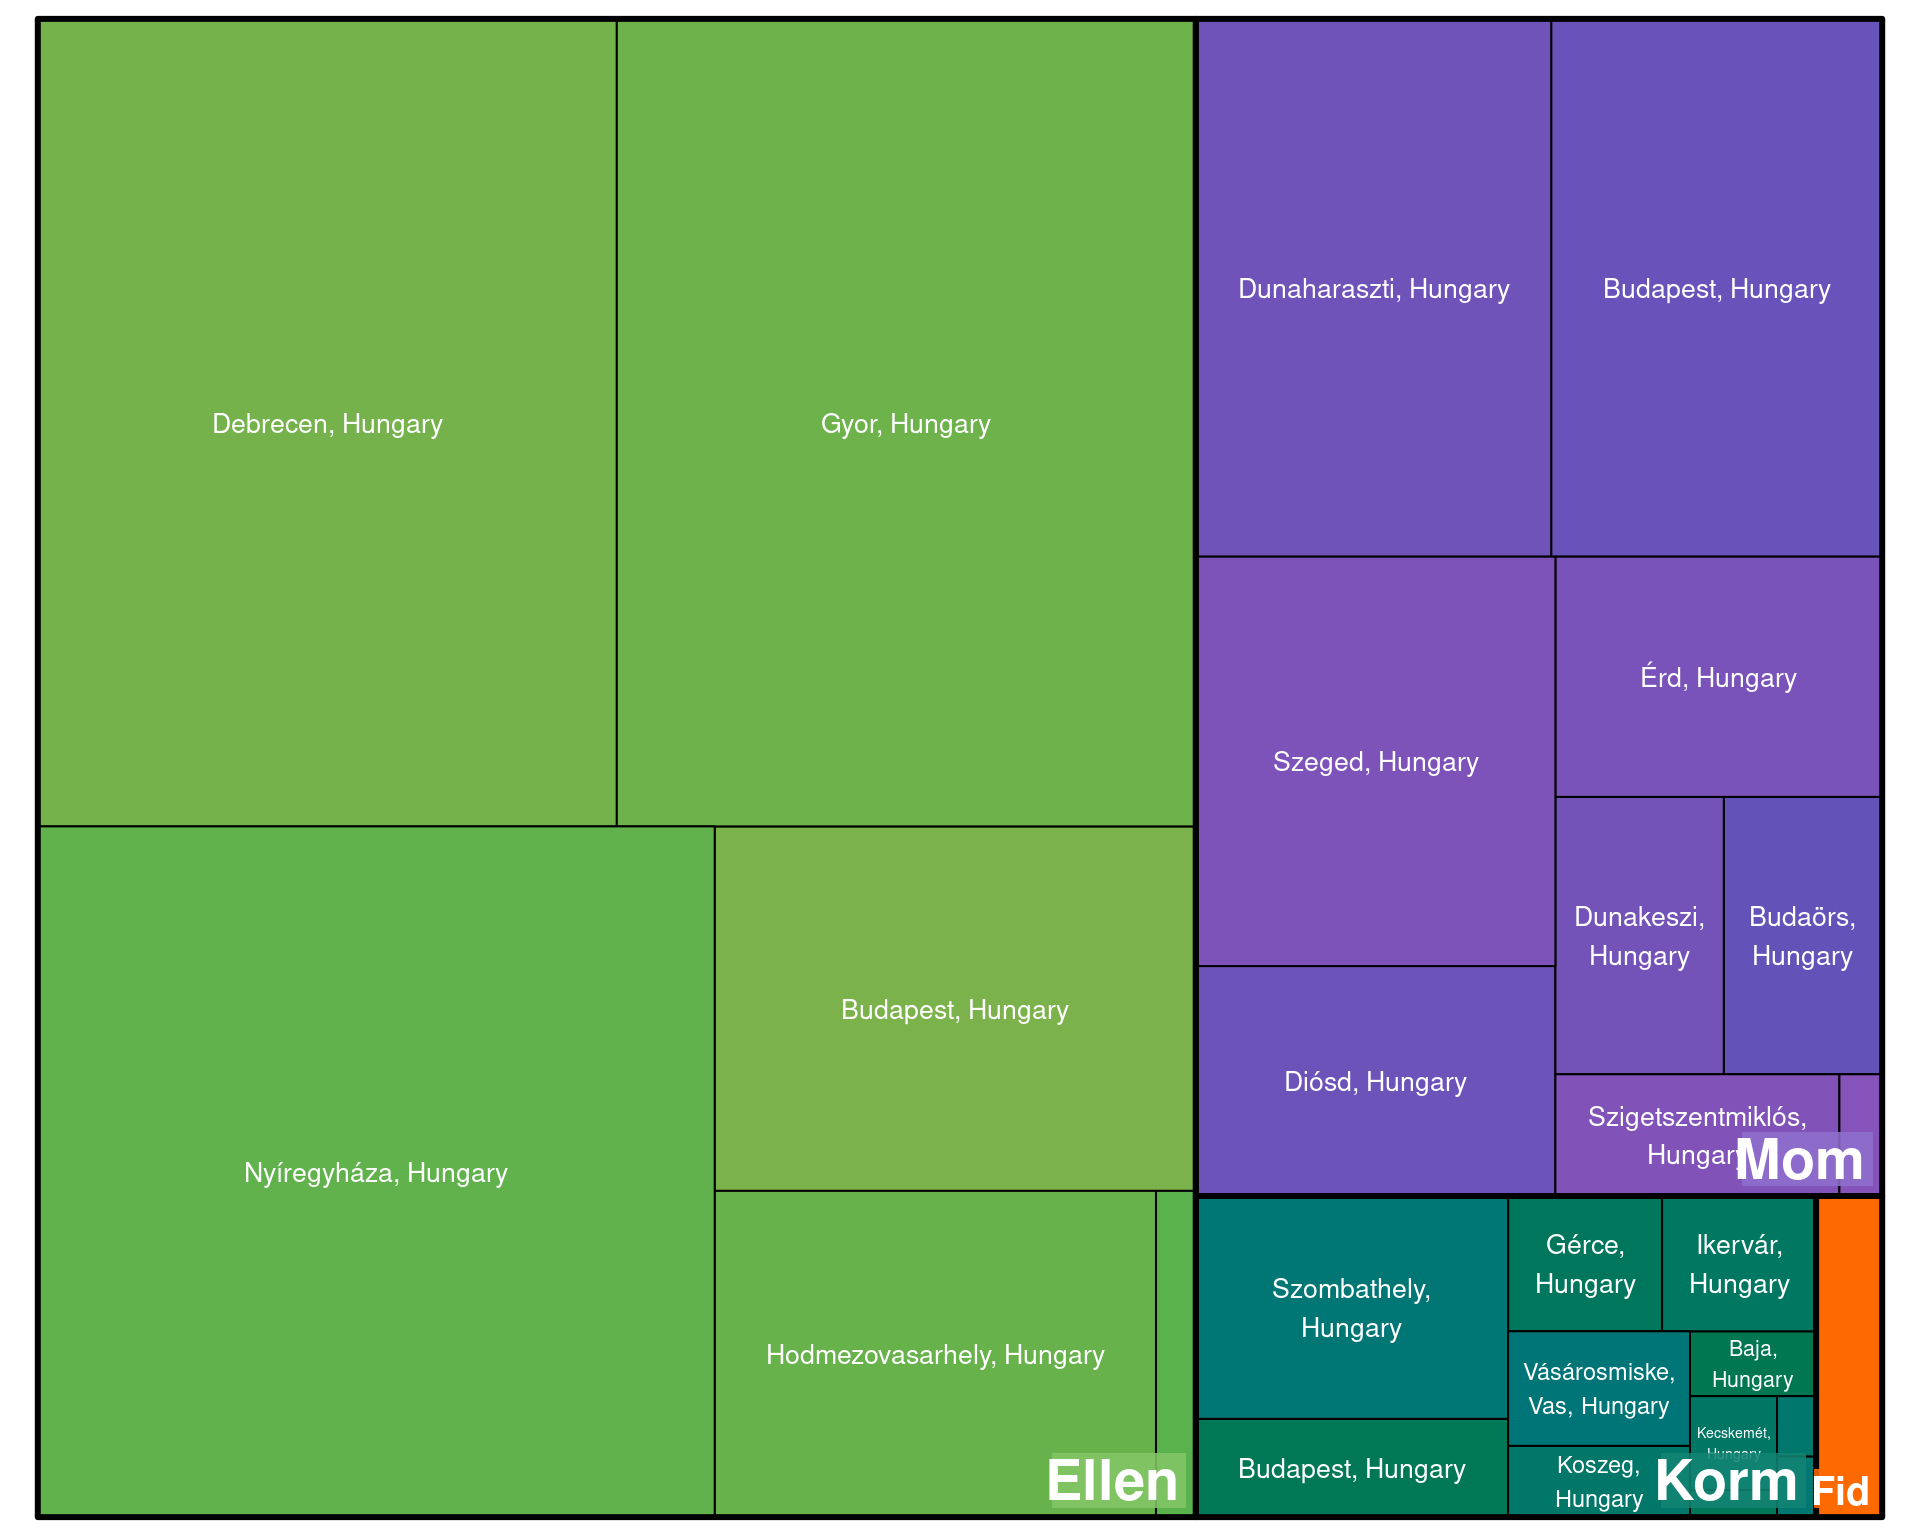 Debrecen, Hungary
Gyor, Hungary
Nyíregyháza, Hungary
Budapest, Hungary
Hodmezovasarhely, Hungary
Ellen
Dunaharaszti, Hungary
Budapest, Hungary
Szeged, Hungary
Érd, Hungary
Dunakeszi,
Hungary
Budaörs,
Hungary
Diósd, Hungary
Szigetszentmiklós,
Hungary
Mom
Szombathely,
Hungary
Budapest, Hungary
Gérce,
Hungary
Ikervár,
Hungary
Vásárosmiske,
Vas, Hungary
Baja,
Hungary
Kecskemét,
Hungary
Koszeg,
Hungary
Korm
Fid